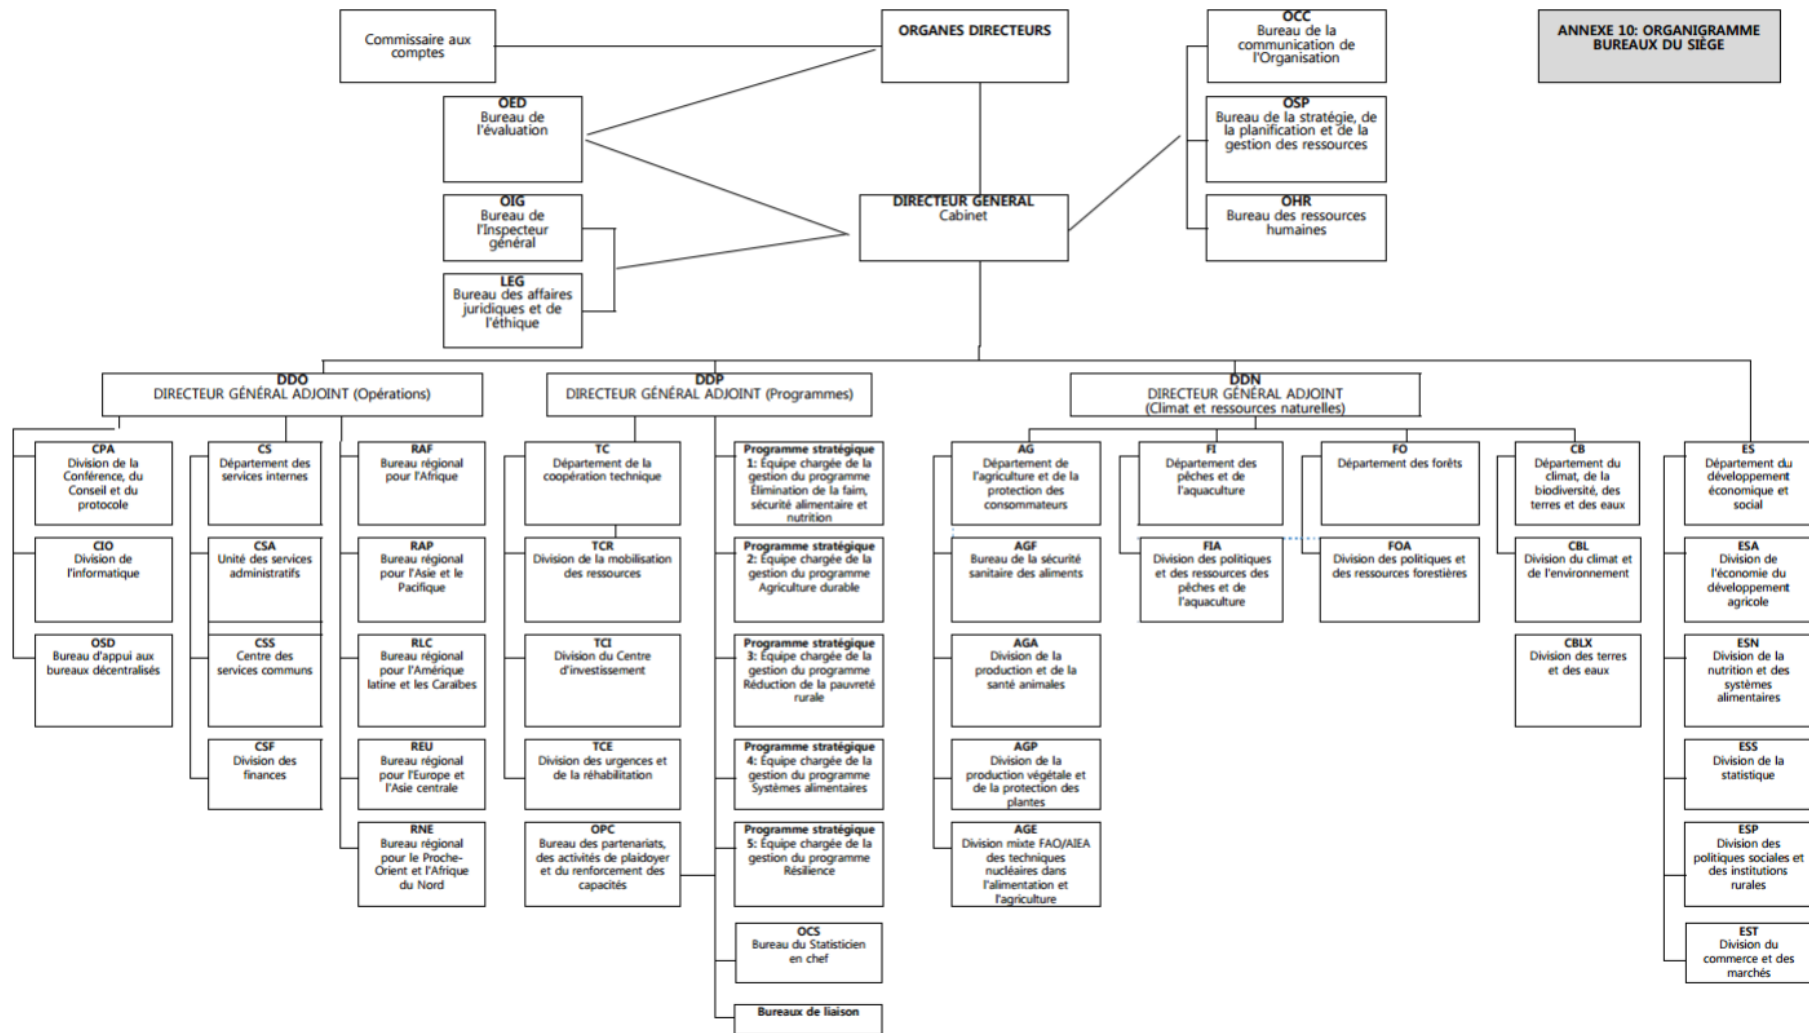 Commissaire aux
comptes
ORGANES DIRECTEURS
OCC
Bureau de la
communication de
l'Organisation
ANNEXE 10: ORGANIGRAMME
BUREAUX DU SIÈGE
OED
Bureau de
l'évaluation
OSP
Bureau de la stratégie, de
la planification et de la
gestion des ressources
OIG
Bureau de
l'Inspecteur
général
DIRECTEUR GÉNÉRAL
Cabinet
OHR
Bureau des ressources
humaines
LEG
Bureau des affaires
juridiques et de
l'éthique
DDO
DIRECTEUR GÉNÉRAL ADJOINT (Opérations)
DDP
DIRECTEUR GÉNÉRAL ADJOINT (Programmes)
DDN
DIRECTEUR GÉNÉRAL ADJOINT
(Climat et ressources naturelles)
CPA
Division de la
Conférence, du
Conseil et du
protocole
CIO
Division de
l'informatique
OSD
Bureau d'appui aux
bureaux décentralisés
CS
Département des
services internes
CSA
Unité des services
administratifs
CSS
Centre des
services communs
CSF
Division des
finances
RAF
Bureau régional
pour l'Afrique
RAP
Bureau régional
pour l'Asie et le
Pacifique
RLC
Bureau régional
pour l'Amérique
latine et les Caraïbes
REU
Bureau régional
pour l'Europe et
l'Asie centrale
RNE
Bureau régional
pour le Proche-
Orient et l'Afrique
du Nord
TC
Département de la
coopération technique
TCR
Division de la mobilisation
des ressources
TCI
Division du Centre
d'investissement
TCE
Division des urgences et
de la réhabilitation
OPC
Bureau des partenariats,
des activités de plaidoyer
et du renforcement des
capacités
Programme stratégique
1: Équipe chargée de la
gestion du programme
Élimination de la faim,
sécurité alimentaire et
nutrition
Programme stratégique
2: Équipe chargée de la
gestion du programme
Agriculture durable
Programme stratégique
3: Équipe chargée de la
gestion du programme
Réduction de la pauvreté
rurale
Programme stratégique
4: Équipe chargée de la
gestion du programme
Systèmes alimentaires
Programme stratégique
5: Équipe chargée de la
gestion du programme
Résilience
OCS
Bureau du Statisticien
en chef
Bureaux de liaison
AG
Département de
l'agriculture et de la
protection des
consommateurs
AGF
Bureau de la sécurité
sanitaire des aliments
AGA
Division de la
production et de la
santé animales
AGP
Division de la
production végétale et
de la protection des
plantes
AGE
Division mixte FAO/AIEA
des techniques
nucléaires dans
l'alimentation et
l'agriculture
FI
Département des
pêches et de
l'aquaculture
FIA
Division des politiques
et des ressources des
pêches et de
l'aquaculture
FO
Département des forêts
FOA
Division des politiques et
des ressources forestières
CB
Département du
climat, de la
biodiversité, des
terres et des eaux
CBL
Division du climat et
de l'environnement
CBLX
Division des terres
et des eaux
ES
Département du
développement
économique et
social
ESA
Division de
l'économie du
développement
agricole
ESN
Division de la
nutrition et des
systèmes
alimentaires
ESS
Division de la
statistique
ESP
Division des
politiques sociales et
des institutions
rurales
EST
Division du
commerce et des
marchés